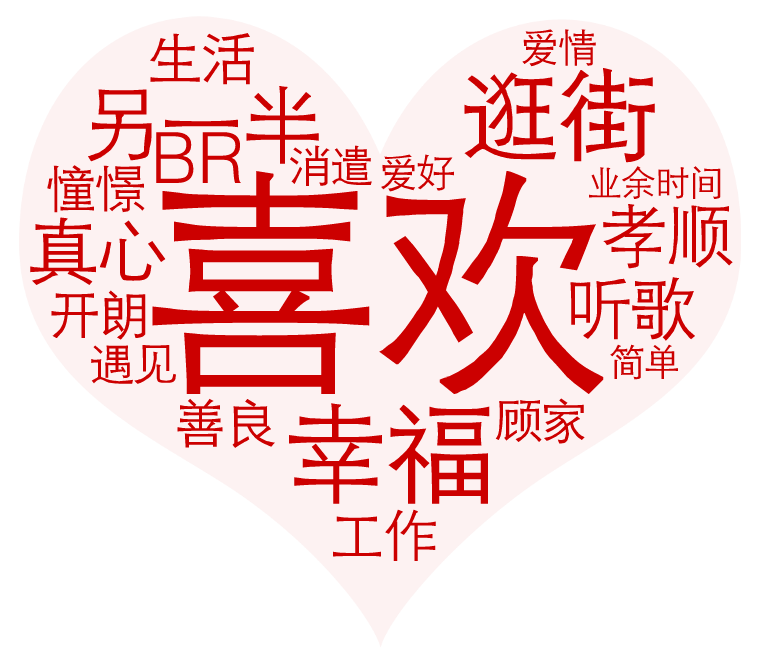 生活
爱情
另一半
逛街
BR
消遣
爱好
业余时间
憧憬
喜欢
孝顺
真心
听歌
开朗
遇见
简单
善良
幸福
顾家
工作